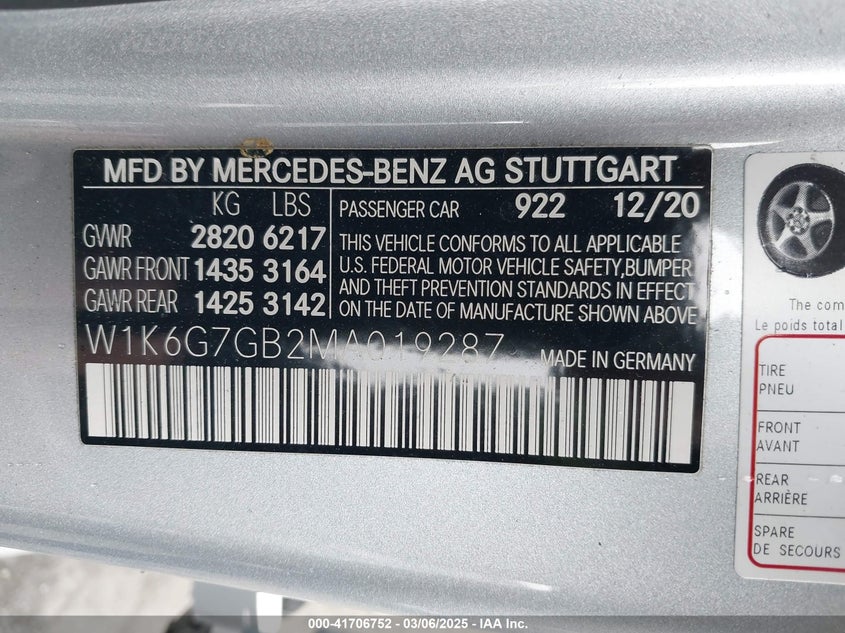 MFD BY MERCEDES-BENZ AG STUTTGART
KG LBS
GVWR 2820 6217
GAWR FRONT 1435 3164
GAWR REAR 1425 3142
PASSENGER CAR 922 12/20
THIS VEHICLE CONFORMS TO ALL APPLICABLE
U.S. FEDERAL MOTOR VEHICLE SAFETY,BUMPER
AND THEFT PREVENTION STANDARDS IN EFFECT
ON THE DATE OF MANUFACTURE SHOWN ABOVE
W1K6G7GB2MA019287
MADE IN GERMANY
The com
Le poids total
TIRE
PNEU
FRONT
AVANT
REAR
ARRIÈRE
SPARE
DE SECOURS
000-41706752 — 03/06/2025 — IAA Inc.